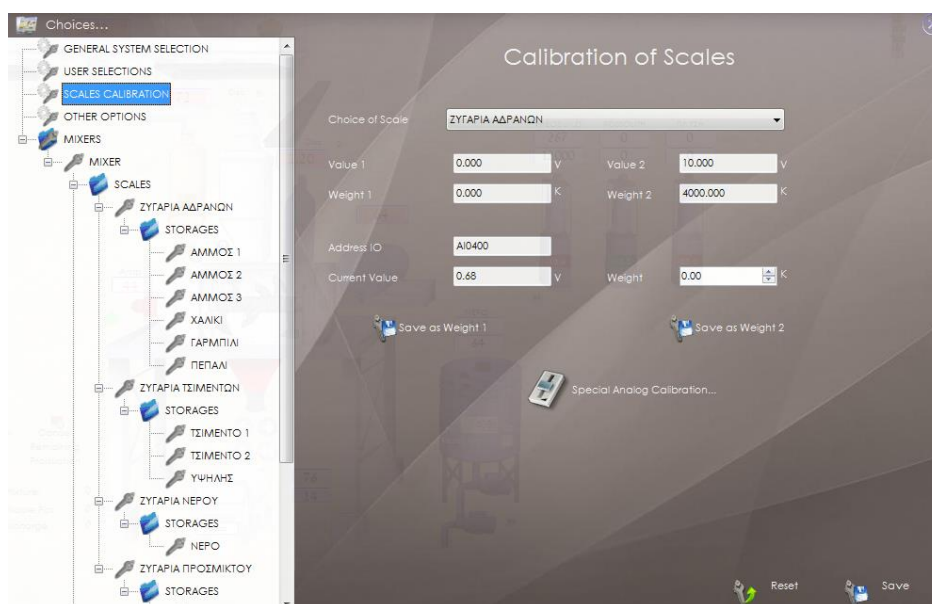 Choices...
GENERAL SYSTEM SELECTION
USER SELECTIONS
SCALES CALIBRATION
OTHER OPTIONS
MIXERS
MIXER
SCALES
ΖΥΓΑΡΙΑ ΑΔΡΑΝΩΝ
STORAGES
ΑΜΜΟΣ 1
ΑΜΜΟΣ 2
ΑΜΜΟΣ 3
ΧΑΛΙΚΙ
ΓΑΡΜΠΙΛΙ
ΠΕΠΑΛΙ
ΖΥΓΑΡΙΑ ΤΣΙΜΕΝΤΩΝ
STORAGES
ΤΣΙΜΕΝΤΟ 1
ΤΣΙΜΕΝΤΟ 2
ΥΨΗΛΗΣ
ΖΥΓΑΡΙΑ ΝΕΡΟΥ
STORAGES
ΝΕΡΟ
ΖΥΓΑΡΙΑ ΠΡΟΣΜΙΚΤΟΥ
STORAGES
Calibration of Scales
Choice of Scale ΖΥΓΑΡΙΑ ΑΔΡΑΝΩΝ
Value 1 0.000 V Value 2 10.000 V
Weight 1 0.000 K Weight 2 4000.000 K
Address IO AI0400
Current Value 0.68 V Weight 0.00 K
Save as Weight 1 Save as Weight 2
Special Analog Calibration...
Reset Save